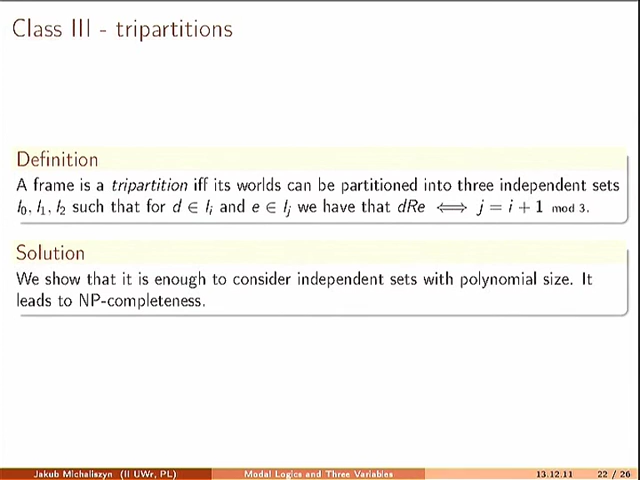 Class III - tripartitions
Definition
A frame is a tripartition iff its worlds can be partitioned into three independent sets
I₀, I₁, I₂ such that for d ∈ Iᵢ and e ∈ Iⱼ we have that dRe ⟺ j = i + 1 mod 3.
Solution
We show that it is enough to consider independent sets with polynomial size. It
leads to NP-completeness.
Jakub Michaliszyn (II UWr, PL) Modal Logics and Three Variables 13.12.11 22 / 26